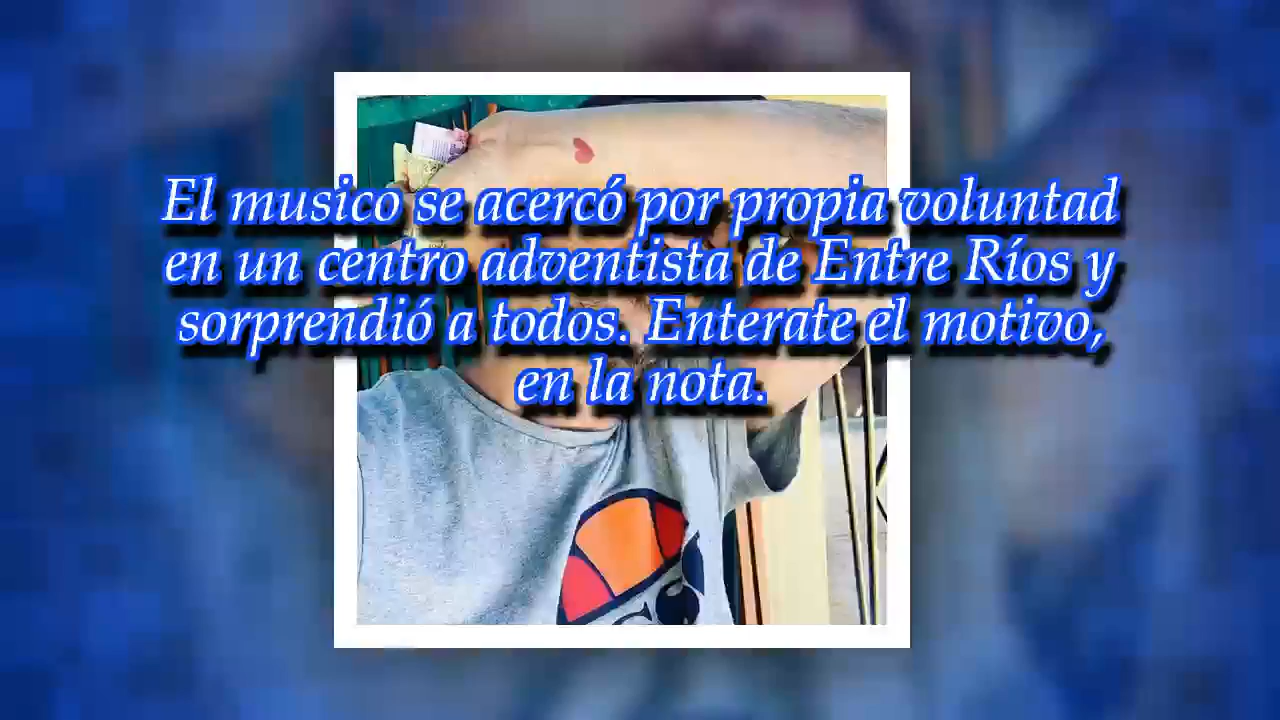 El musico se acercó por propia voluntad
en un centro adventista de Entre Ríos y
sorprendió a todos. Enterate el motivo,
en la nota.